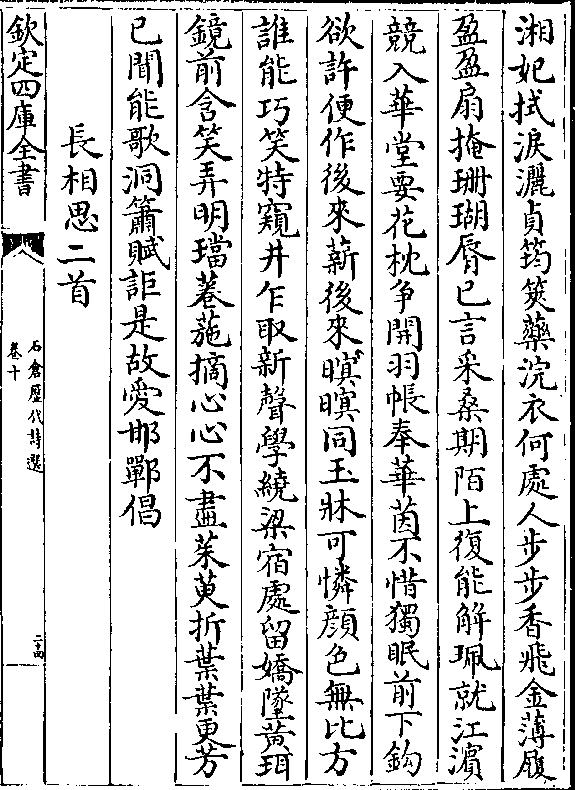 湘妃拭淚灑貞筠筴藥浣衣何處人步步香飛金薄履
盈盈扇掩珊瑚脣已言采桑期陌上復能解珮就江濱
競入華堂要花枕爭開羽帳奉華茵不惜獨眠前下鈎
欲許便作後來薪後來暝暝同玉牀可憐顔色無比方
誰能巧笑特窺井乍取新聲學繞梁宿處留嬌墜黄珥
鏡前含笑弄明璫菤葹摘心心不盡茱萸折葉葉更芳
已聞能歌洞簫賦詎是故愛邯鄲倡
長相思二首
欽定四庫全書
石倉歷代詩選
卷十
二十四